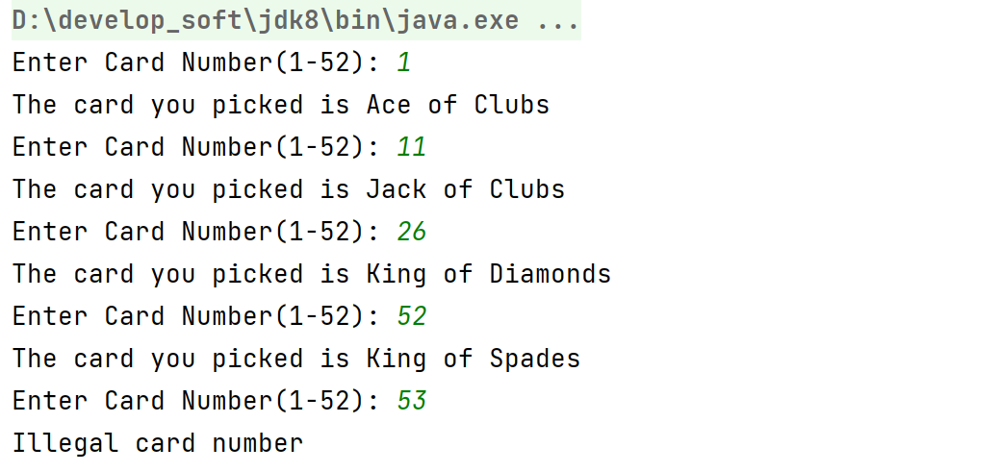 D:\develop_soft\jdk8\bin\java.exe ...
Enter Card Number(1-52): 1
The card you picked is Ace of Clubs
Enter Card Number(1-52): 11
The card you picked is Jack of Clubs
Enter Card Number(1-52): 26
The card you picked is King of Diamonds
Enter Card Number(1-52): 52
The card you picked is King of Spades
Enter Card Number(1-52): 53
Illegal card number